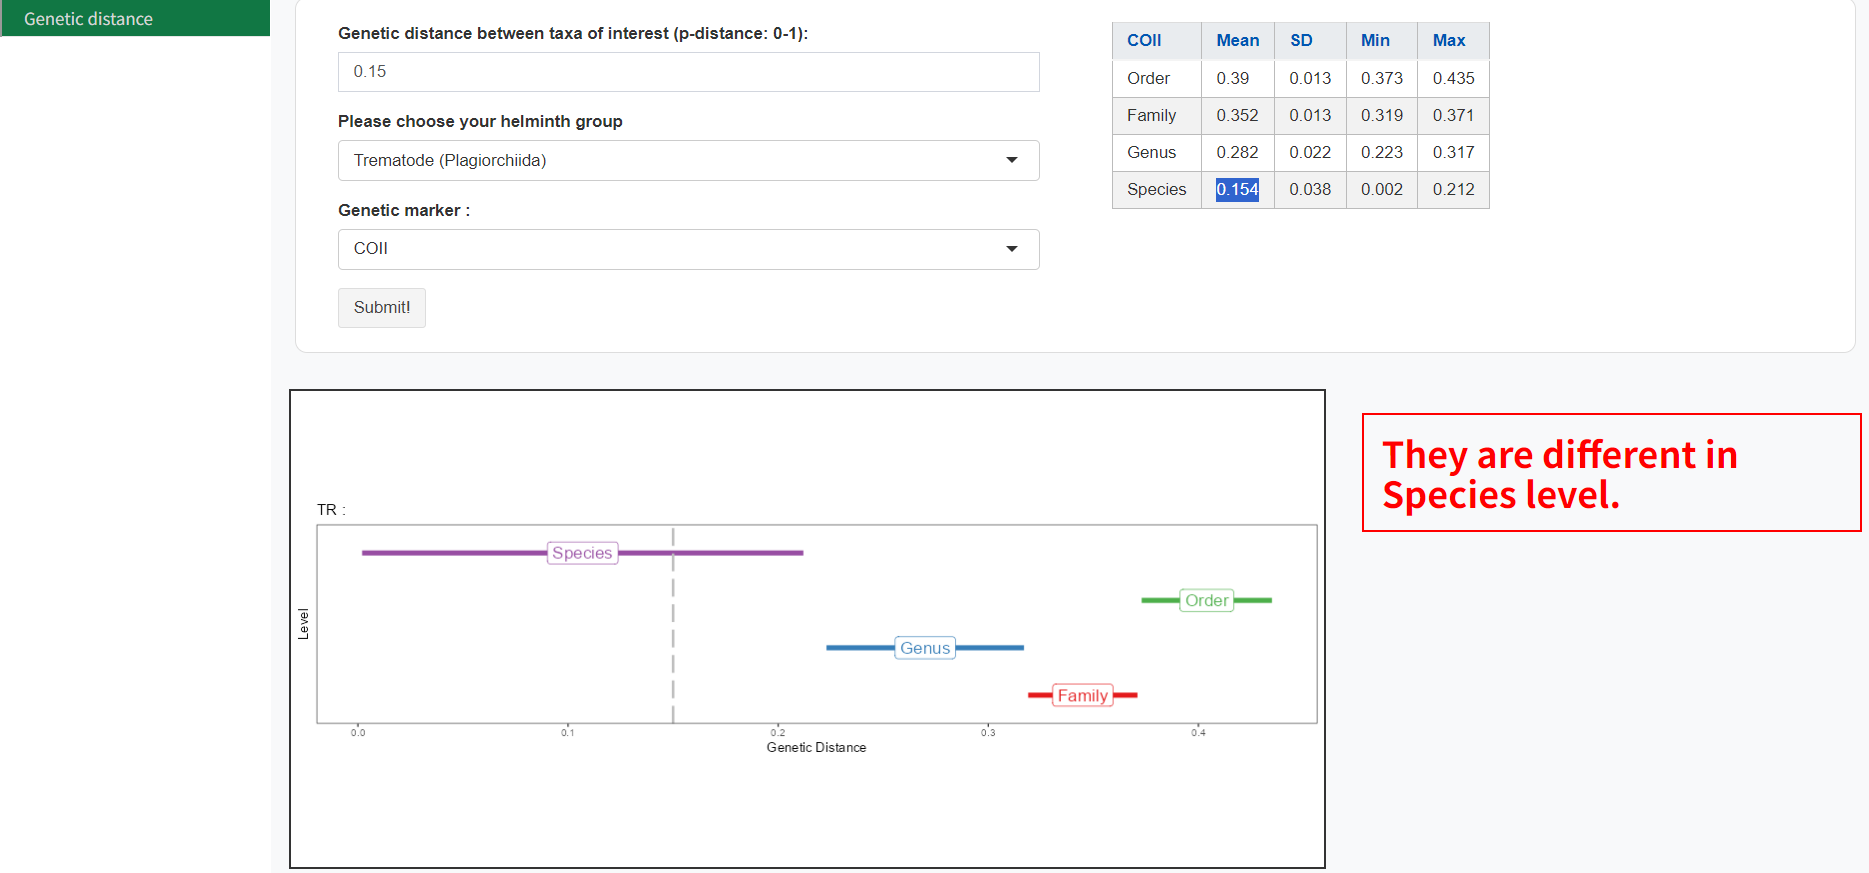 Genetic distance
Genetic distance between taxa of interest (p-distance: 0-1):
0.15
Please choose your helminth group
Trematode (Plagiorchiida)
Genetic marker :
COII
Submit!
COII Mean SD Min Max
Order 0.39 0.013 0.373 0.435
Family 0.352 0.013 0.319 0.371
Genus 0.282 0.022 0.223 0.317
Species 0.154 0.038 0.002 0.212
TR :
Species
Order
Genus
Family
Level
0.0 0.1 0.2 0.3 0.4
Genetic Distance
They are different in
Species level.